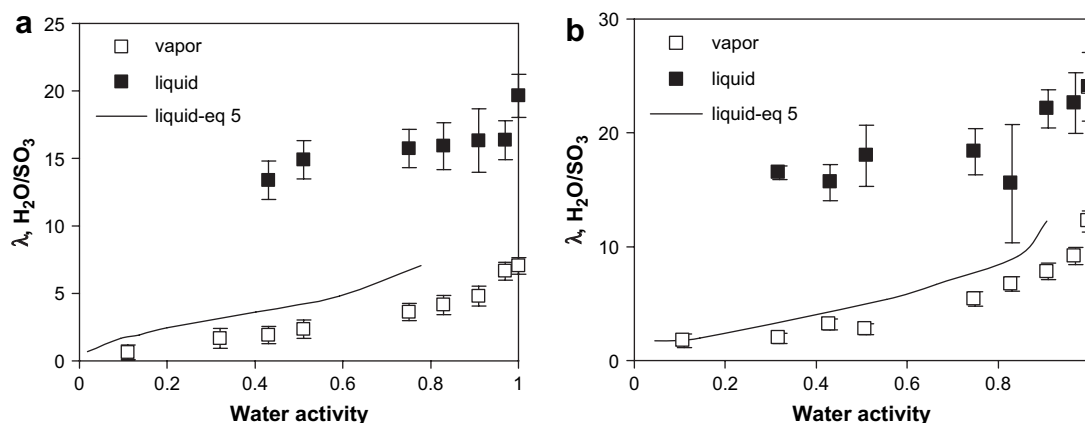 a
25
20
15
10
5
0
λ, H₂O/SO₃
vapor
liquid
liquid-eq 5
0
0.2
0.4
0.6
0.8
1
Water activity
b
30
20
10
0
λ, H₂O/SO₃
vapor
liquid
liquid-eq 5
0
0.2
0.4
0.6
0.8
Water activity